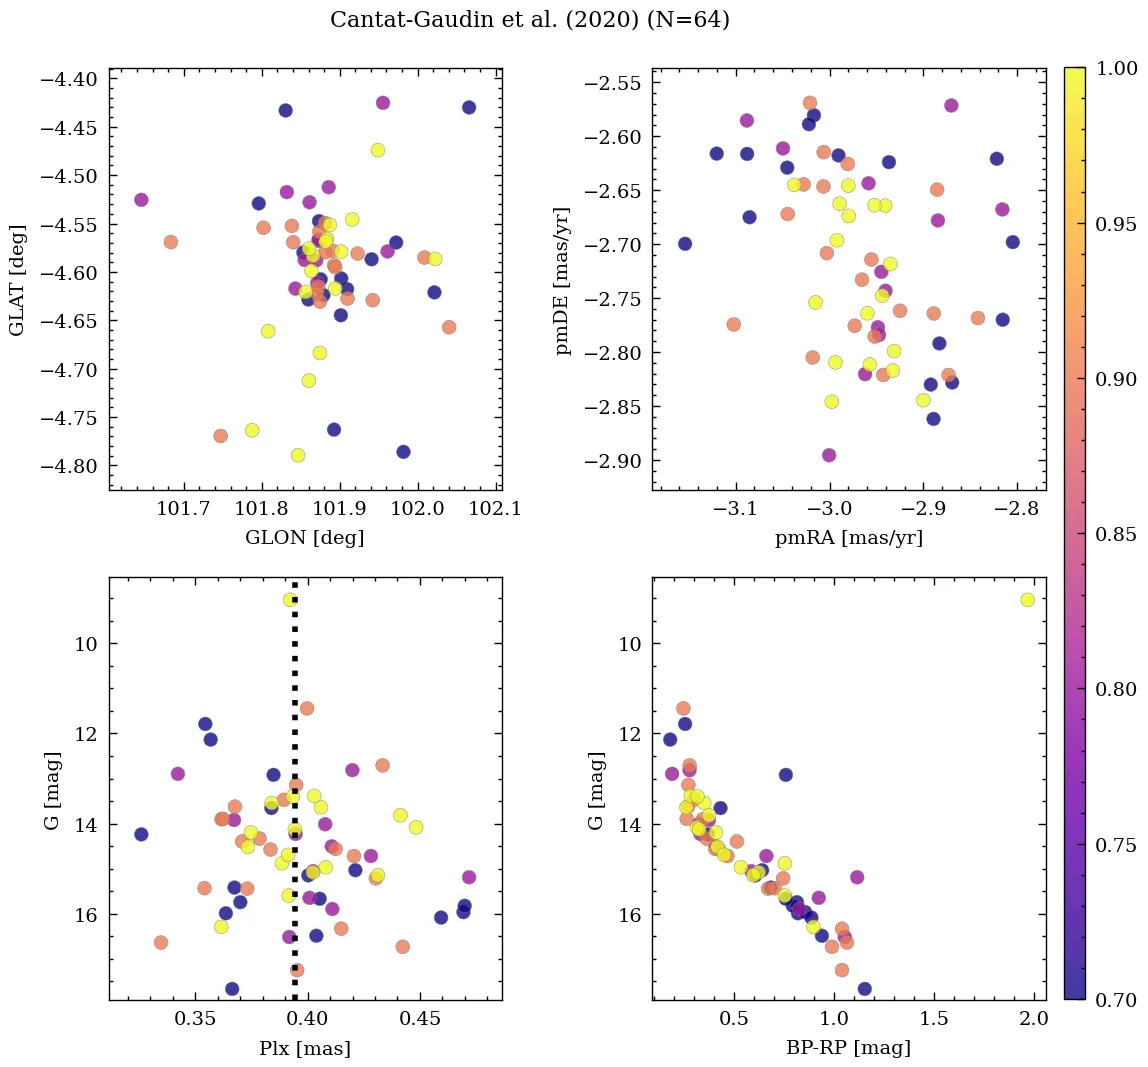 Cantat-Gaudin et al. (2020) (N=64)
−4.40
−4.45
−4.50
−4.55
−4.60
−4.65
−4.70
−4.75
−4.80
GLAT [deg]
101.7 101.8 101.9 102.0 102.1
GLON [deg]
−2.55
−2.60
−2.65
−2.70
−2.75
−2.80
−2.85
−2.90
pmDE [mas/yr]
−3.1 −3.0 −2.9 −2.8
pmRA [mas/yr]
10
12
14
16
G [mag]
0.35 0.40 0.45
Plx [mas]
10
12
14
16
G [mag]
0.5 1.0 1.5 2.0
BP-RP [mag]
1.00
0.95
0.90
0.85
0.80
0.75
0.70